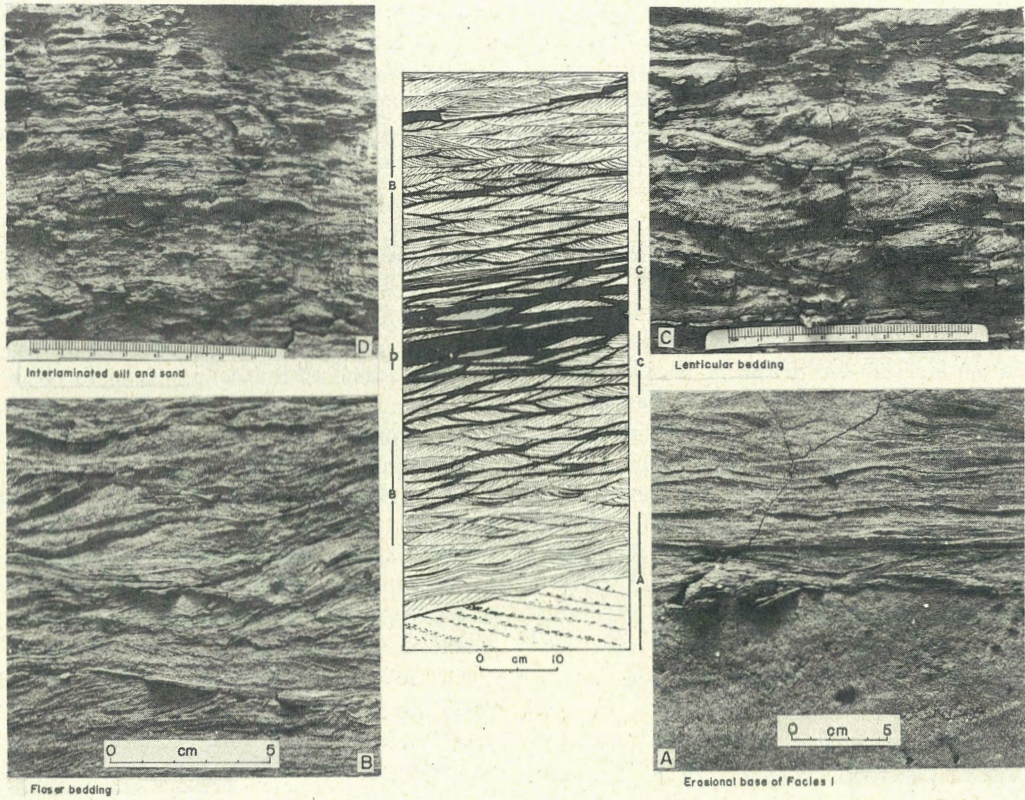 D
Interlaminated silt and sand
C
Lenticular bedding
B
C
D
C
B
A
0 cm 10
0 cm 5
B
Flaser bedding
0 cm 5
A
Erosional base of Facies I